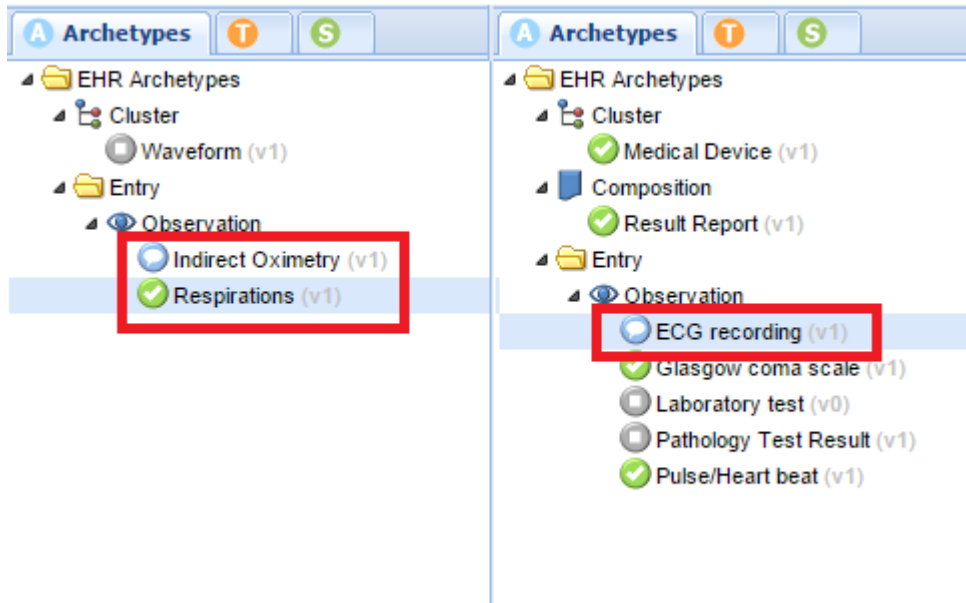 A Archetypes T S
EHR Archetypes
Cluster
Waveform (v1)
Entry
Observation
Indirect Oximetry (v1)
Respirations (v1)
A Archetypes T S
EHR Archetypes
Cluster
Medical Device (v1)
Composition
Result Report (v1)
Entry
Observation
ECG recording (v1)
Glasgow coma scale (v1)
Laboratory test (v0)
Pathology Test Result (v1)
Pulse/Heart beat (v1)